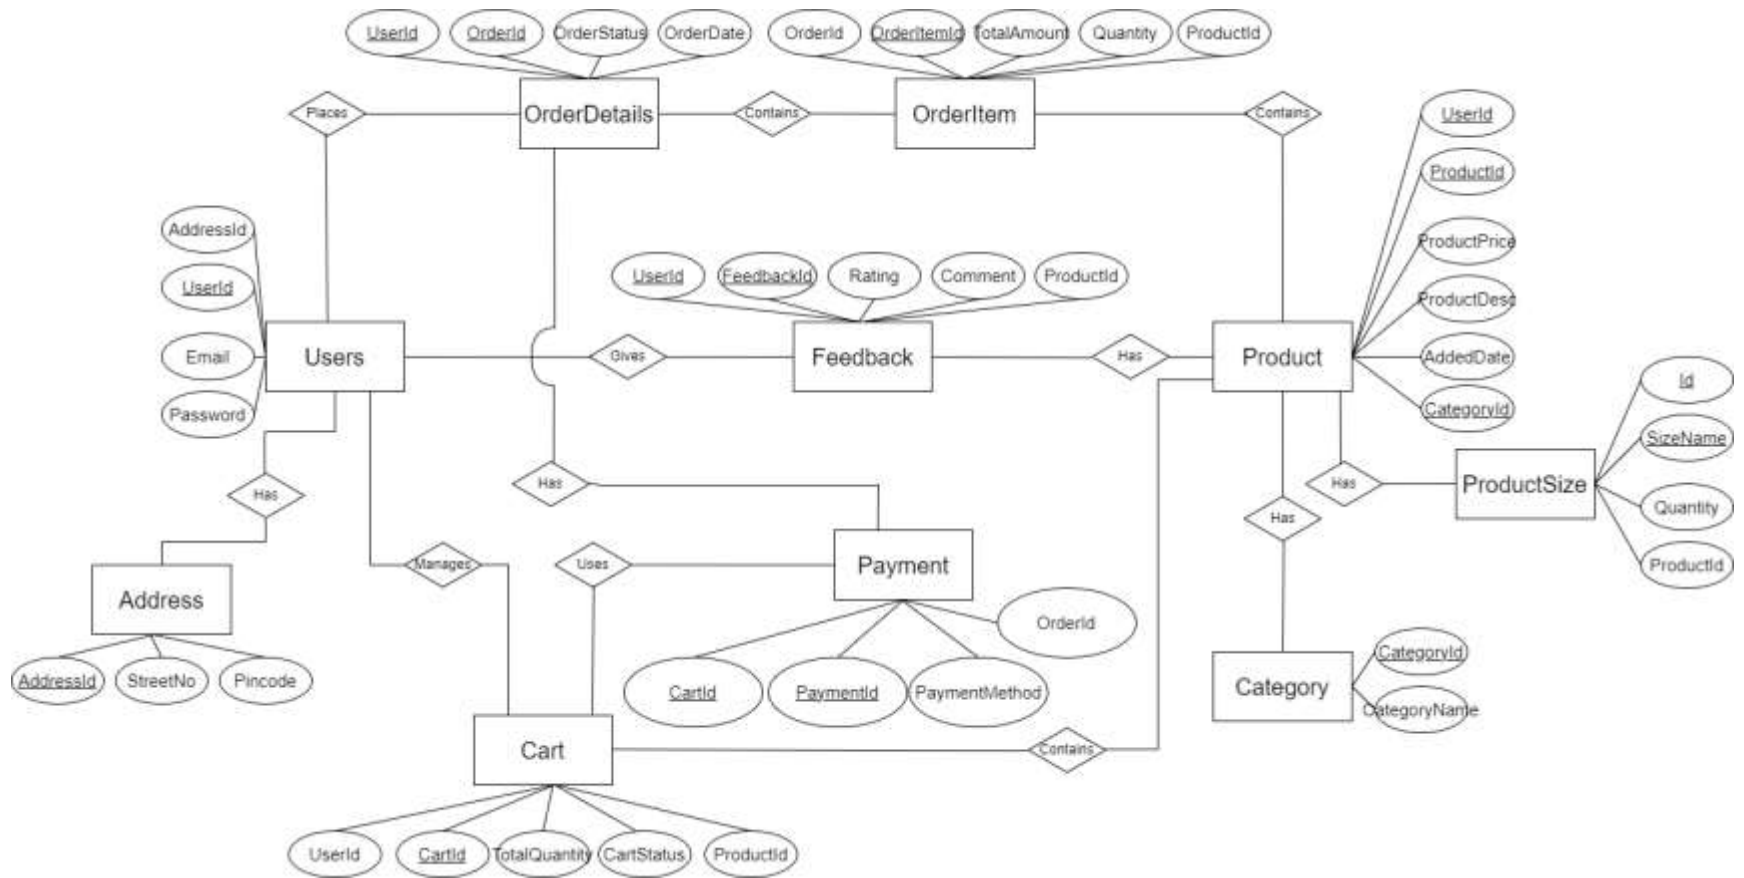 UserId
OrderId
OrderStatus
OrderDate
OrderId
OrderItemId
TotalAmount
Quantity
ProductId
Places
OrderDetails
Contains
OrderItem
Contains
UserId
ProductId
ProductPrice
ProductDesc
AddedDate
CategoryId
AddressId
UserId
Email
Password
UserId
FeedbackId
Rating
Comment
ProductId
Users
Gives
Feedback
Has
Product
Id
SizeName
Quantity
ProductId
Has
Has
Has
ProductSize
Has
Address
Manages
Uses
Payment
OrderId
AddressId
StreetNo
Pincode
CartId
PaymentId
PaymentMethod
Category
CategoryId
CategoryName
Cart
Contains
UserId
CartId
TotalQuantity
CartStatus
ProductId